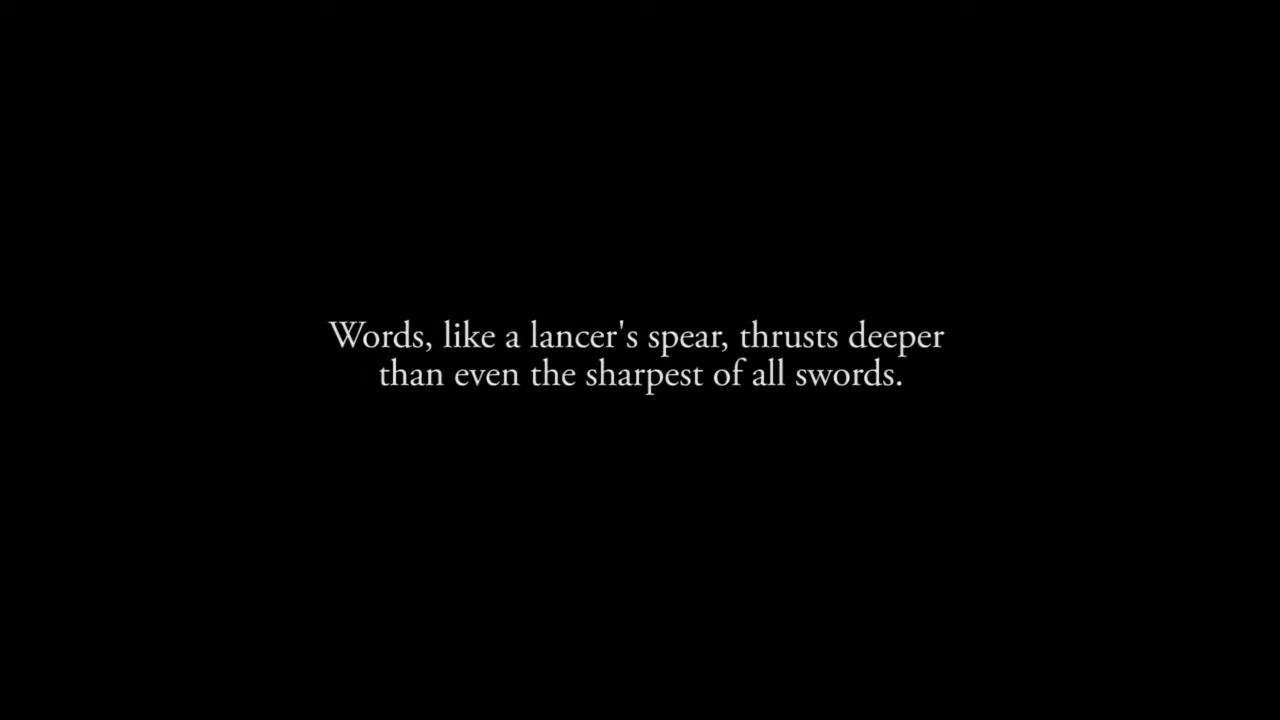 Words, like a lancer's spear, thrusts deeper
than even the sharpest of all swords.